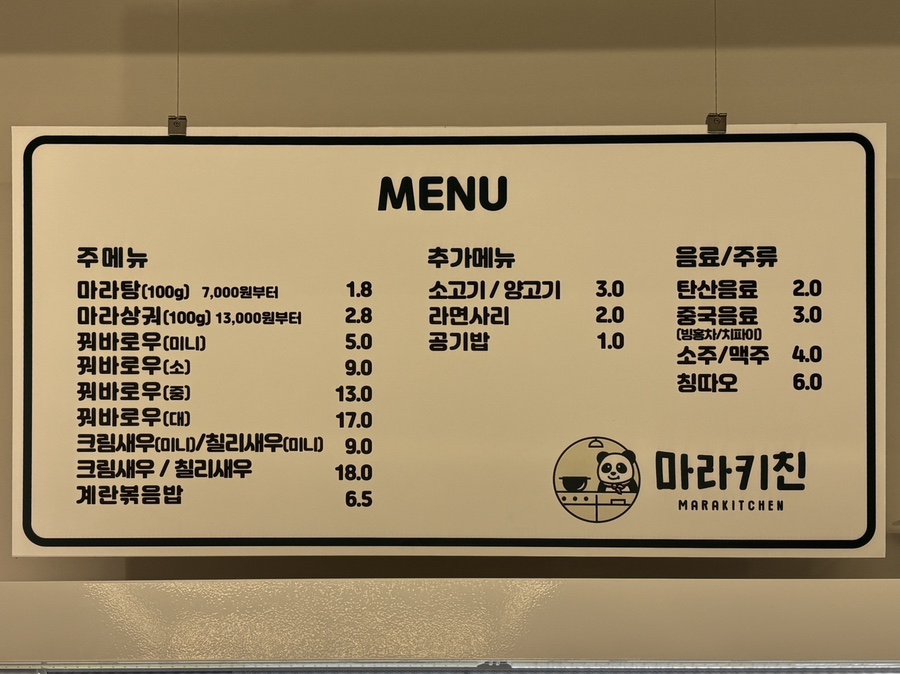 MENU
주메뉴
마라탕(100g) 7,000원부터 1.8
마라샹궈(100g) 13,000원부터 2.8
꿔바로우(미니) 5.0
꿔바로우(소) 9.0
꿔바로우(중) 13.0
꿔바로우(대) 17.0
크림새우(미니)/칠리새우(미니) 9.0
크림새우 / 칠리새우 18.0
계란볶음밥 6.5
추가메뉴
소고기 / 양고기 3.0
라면사리 2.0
공기밥 1.0
음료/주류
탄산음료 2.0
중국음료 3.0
(빙홍차/치파이)
소주/맥주 4.0
칭따오 6.0
마라키친
MARAKITCHEN